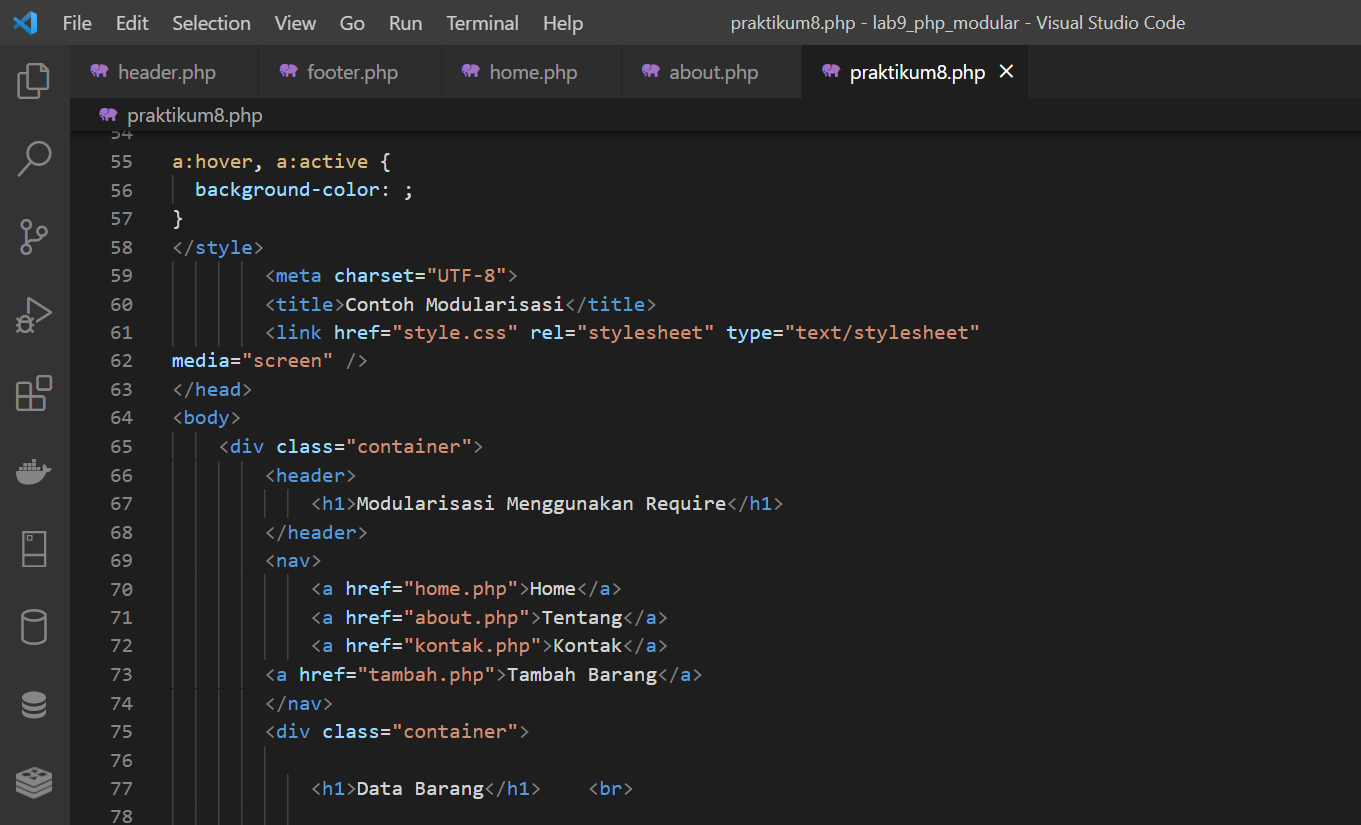 File Edit Selection View Go Run Terminal Help praktikum8.php - lab9_php_modular - Visual Studio Code
header.php footer.php home.php about.php praktikum8.php ×
praktikum8.php
54
55 a:hover, a:active {
56 background-color: ;
57 }
58 </style>
59 <meta charset="UTF-8">
60 <title>Contoh Modularisasi</title>
61 <link href="style.css" rel="stylesheet" type="text/stylesheet"
62 media="screen" />
63 </head>
64 <body>
65 <div class="container">
66 <header>
67 <h1>Modularisasi Menggunakan Require</h1>
68 </header>
69 <nav>
70 <a href="home.php">Home</a>
71 <a href="about.php">Tentang</a>
72 <a href="kontak.php">Kontak</a>
73 <a href="tambah.php">Tambah Barang</a>
74 </nav>
75 <div class="container">
76
77 <h1>Data Barang</h1> <br>
78